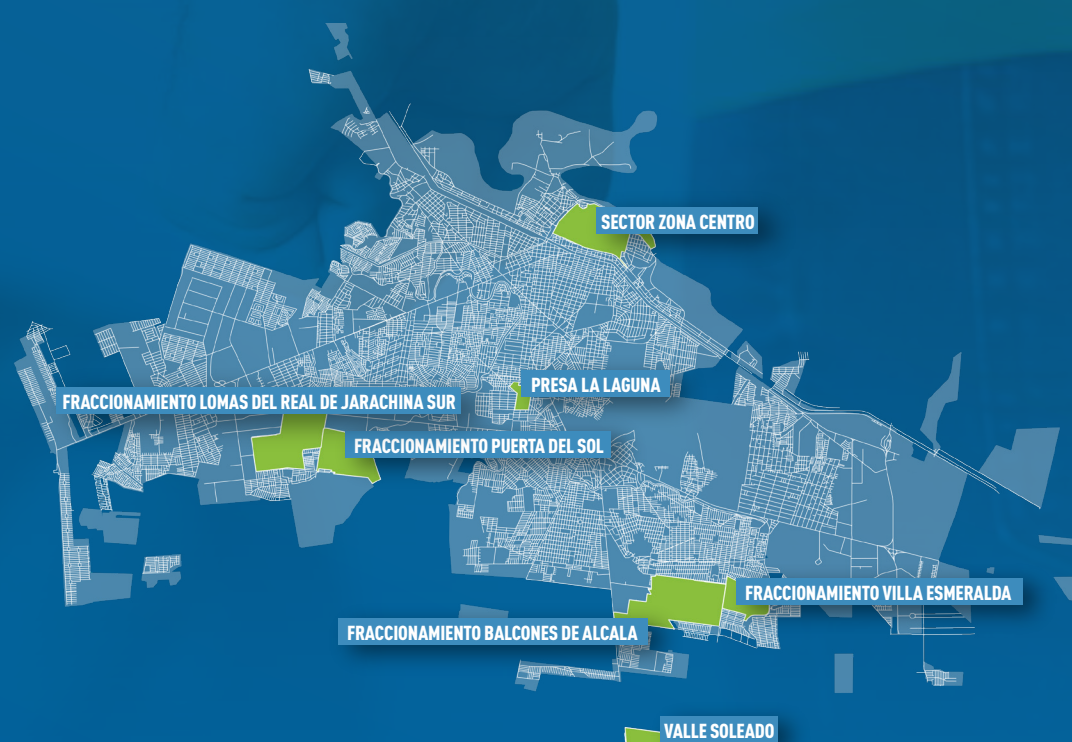 SECTOR ZONA CENTRO
PRESA LA LAGUNA
FRACCIONAMIENTO LOMAS DEL REAL DE JARACHINA SUR
FRACCIONAMIENTO PUERTA DEL SOL
FRACCIONAMIENTO VILLA ESMERALDA
FRACCIONAMIENTO BALCONES DE ALCALA
VALLE SOLEADO